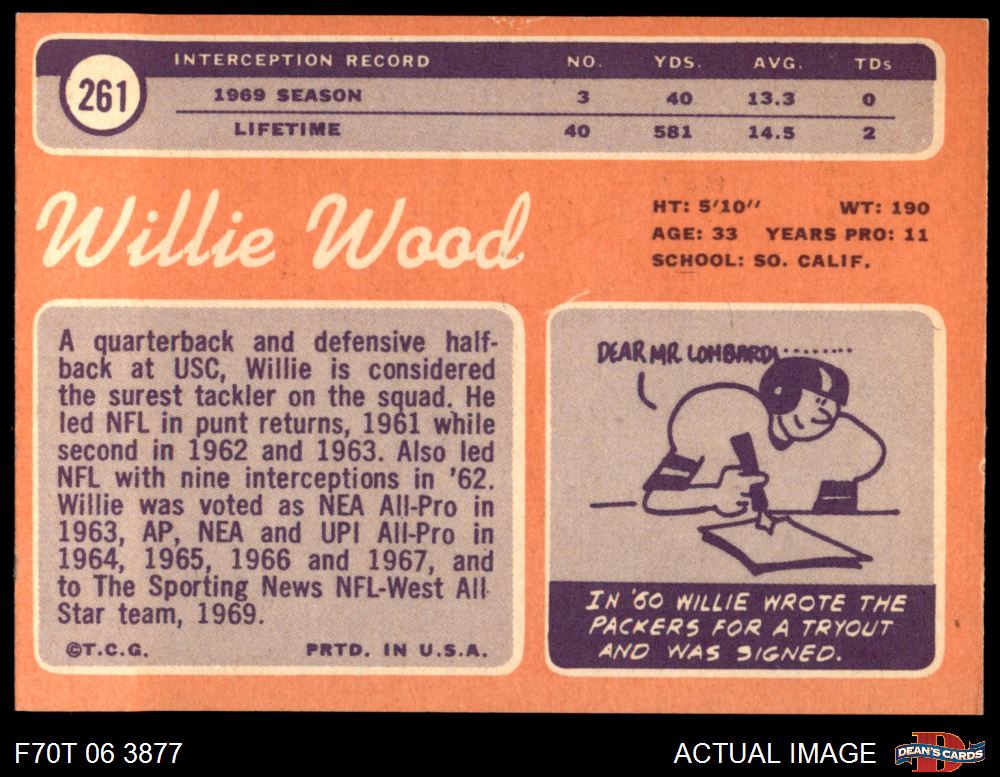 INTERCEPTION RECORD NO. YDS. AVG. TDs
261
1969 SEASON 3 40 13.3 0
LIFETIME 40 581 14.5 2
Willie Wood
HT: 5'10" WT: 190
AGE: 33 YEARS PRO: 11
SCHOOL: SO. CALIF.
A quarterback and defensive half-
back at USC, Willie is considered
the surest tackler on the squad. He
led NFL in punt returns, 1961 while
second in 1962 and 1963. Also led
NFL with nine interceptions in '62.
Willie was voted as NEA All-Pro in
1963, AP, NEA and UPI All-Pro in
1964, 1965, 1966 and 1967, and
to The Sporting News NFL-West All
Star team, 1969.
©T.C.G. PRTD. IN U.S.A.
DEAR MR. LOMBARDI ........
IN '60 WILLIE WROTE THE
PACKERS FOR A TRYOUT
AND WAS SIGNED.
F70T 06 3877
ACTUAL IMAGE
D
DEAN'S CARDS